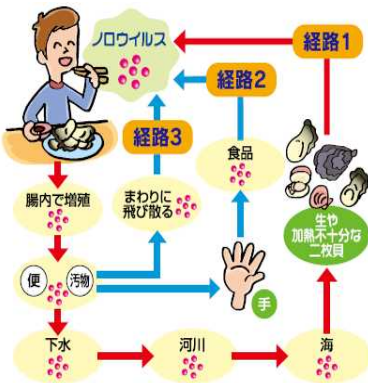 ノロウイルス
経路1
経路2
経路3
食品
腸内で増殖
まわりに
飛び散る
生や
加熱不十分な
二枚貝
便
汚物
手
下水
河川
海